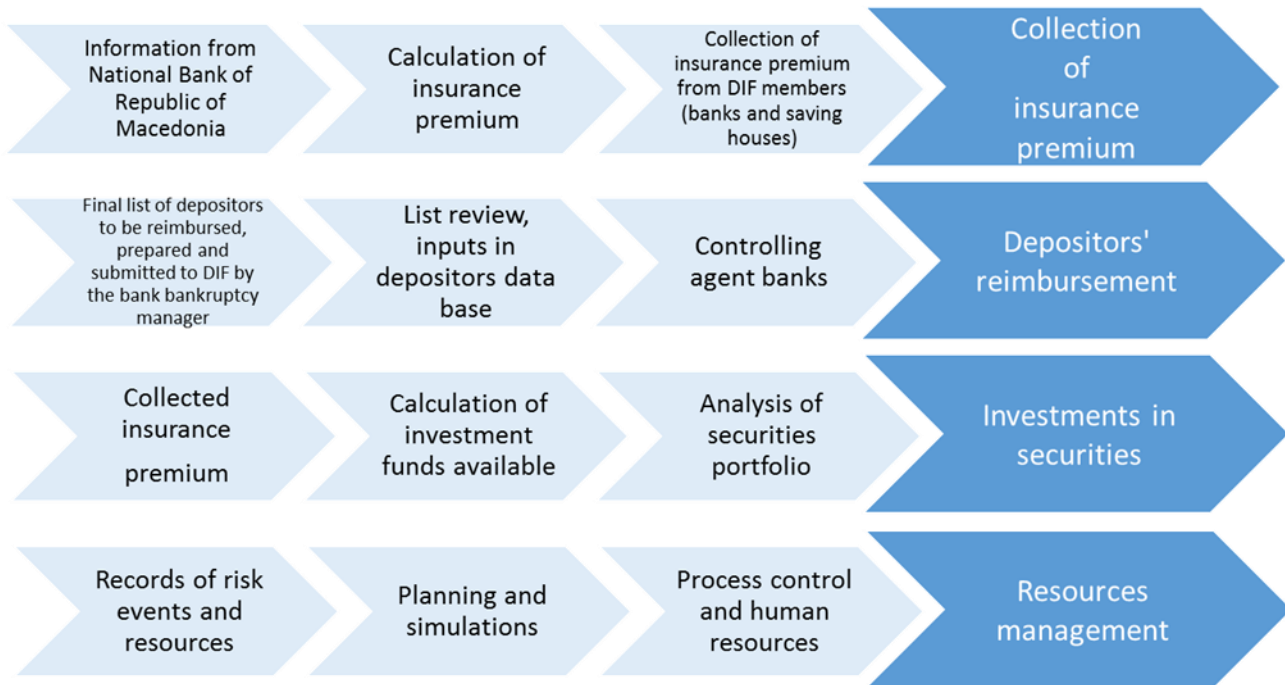 Information from
National Bank of
Republic of
Macedonia
Calculation of
insurance
premium
Collection of
insurance premium
from DIF members
(banks and saving
houses)
Collection
of
insurance
premium
Final list of depositors
to be reimbursed,
prepared and
submitted to DIF by
the bank bankruptcy
manager
List review,
inputs in
depositors data
base
Controlling
agent banks
Depositors'
reimbursement
Collected
insurance
premium
Calculation of
investment
funds available
Analysis of
securities
portfolio
Investments in
securities
Records of risk
events and
resources
Planning and
simulations
Process control
and human
resources
Resources
management